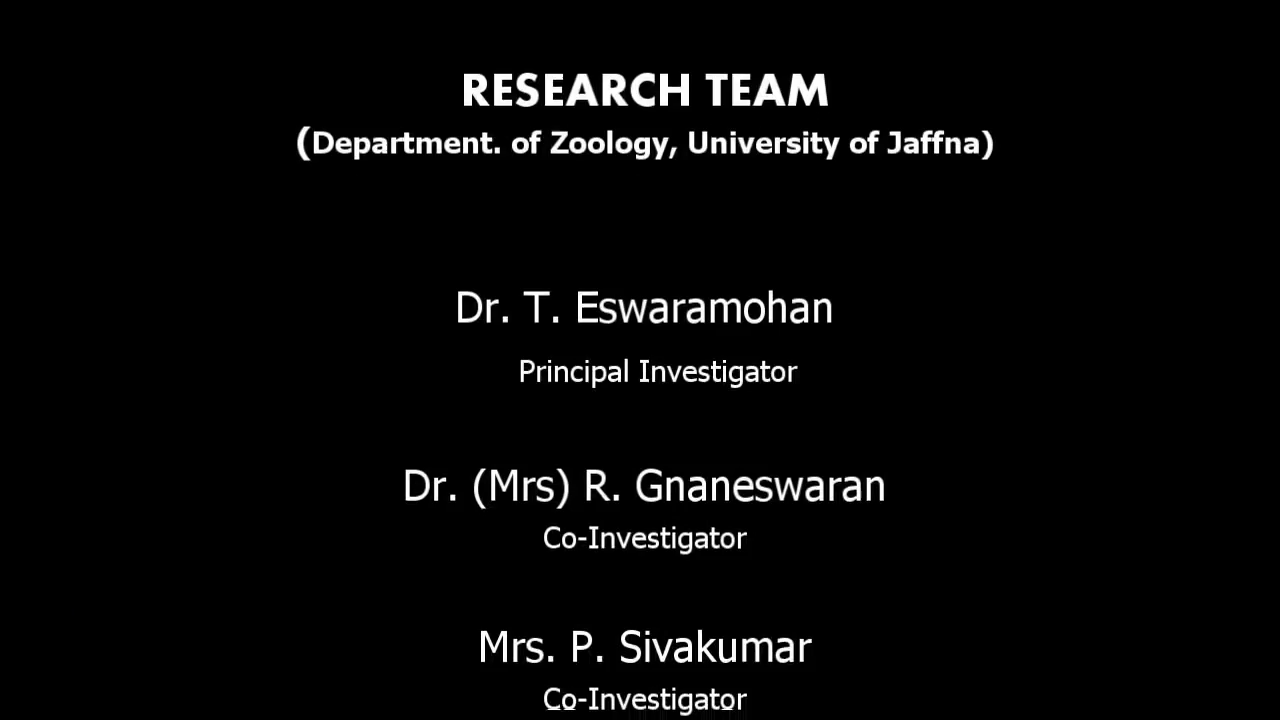 RESEARCH TEAM
(Department. of Zoology, University of Jaffna)
Dr. T. Eswaramohan
Principal Investigator
Dr. (Mrs) R. Gnaneswaran
Co-Investigator
Mrs. P. Sivakumar
Co-Investigator